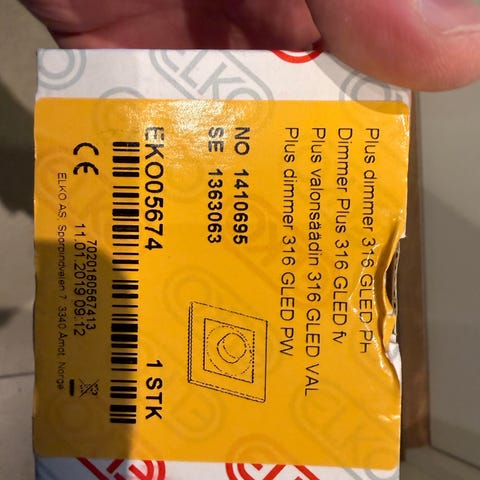 ELKO
Plus dimmer 316 GLED PH
Dimmer Plus 316 GLED fv
Plus valonsäädin 316 GLED VAL
Plus dimmer 316 GLED PW
NO 1410695
SE 1363063
EKO05674 1 STK
7020160567413
11.01.2019 09:12
ELKO AS, Sporpindveien 7, 3340 Åmot, Norge